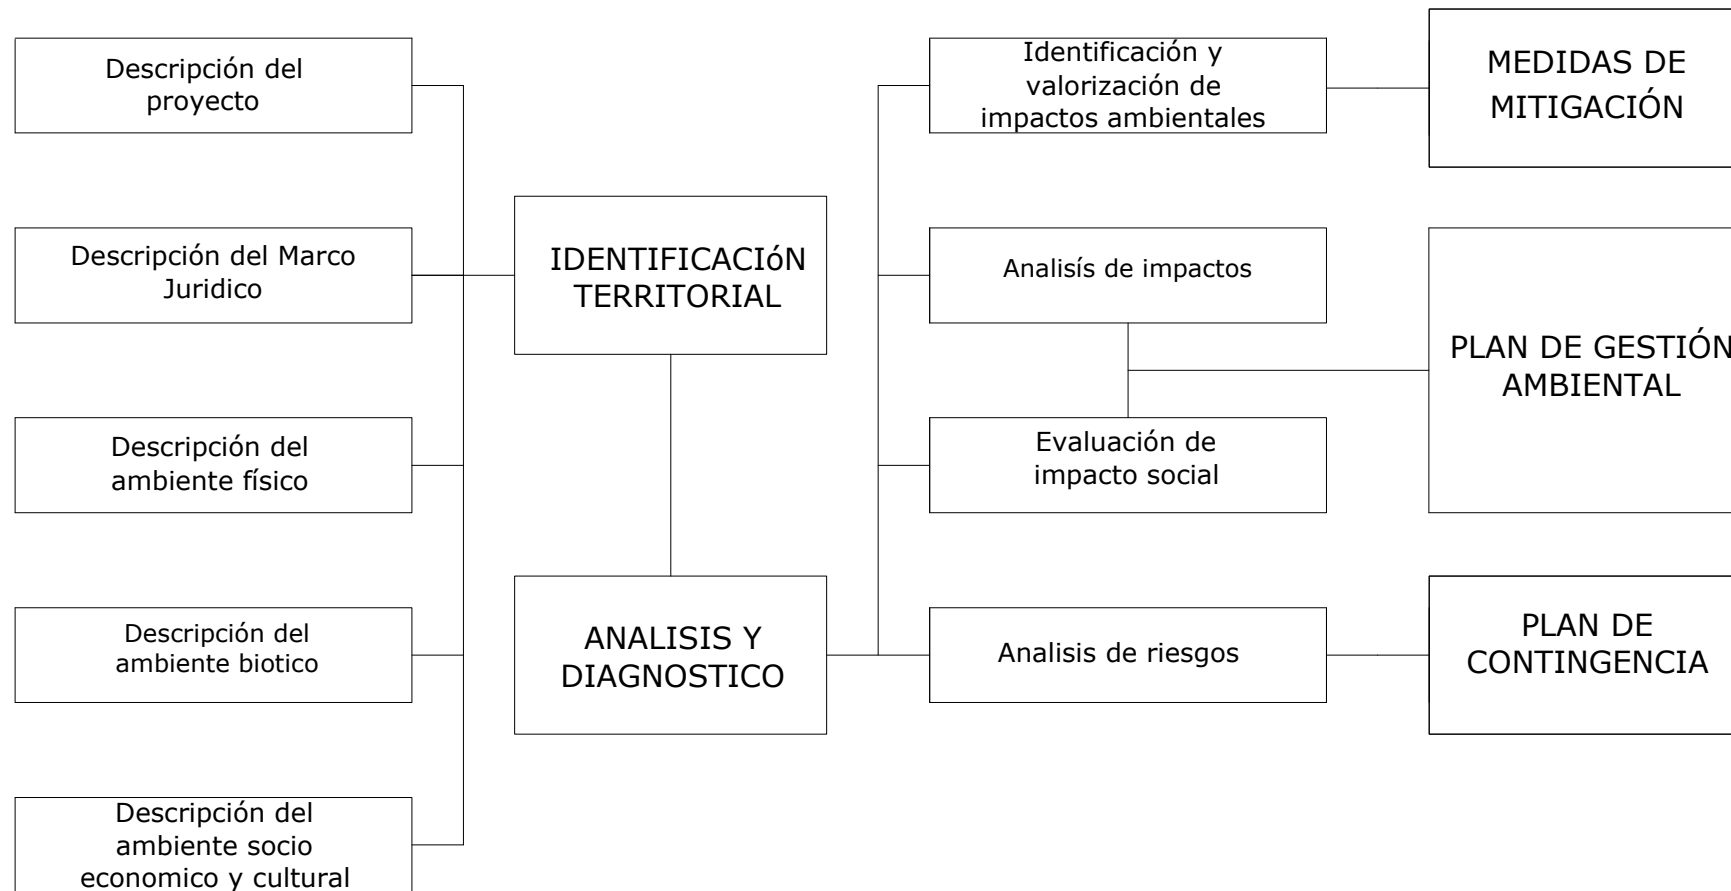 Descripción del
proyecto
Descripción del Marco
Juridico
Descripción del
ambiente físico
Descripción del
ambiente biotico
Descripción del
ambiente socio
economico y cultural
IDENTIFICACIóN
TERRITORIAL
ANALISIS Y
DIAGNOSTICO
Identificación y
valorización de
impactos ambientales
Analisís de impactos
Evaluación de
impacto social
Analisis de riesgos
MEDIDAS DE
MITIGACIÓN
PLAN DE GESTIÓN
AMBIENTAL
PLAN DE
CONTINGENCIA